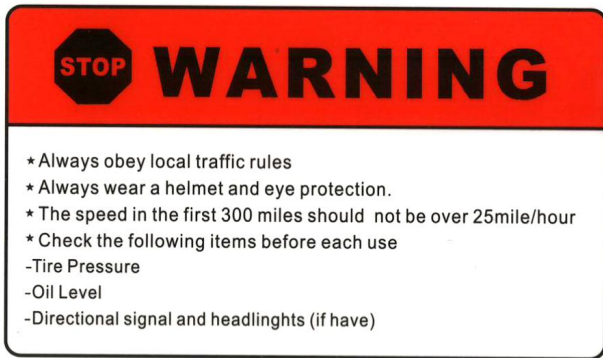 STOP WARNING
★Always obey local traffic rules
★Always wear a helmet and eye protection.
★The speed in the first 300 miles should not be over 25mile/hour
★Check the following items before each use
-Tire Pressure
-Oil Level
-Directional signal and headlinghts (if have)